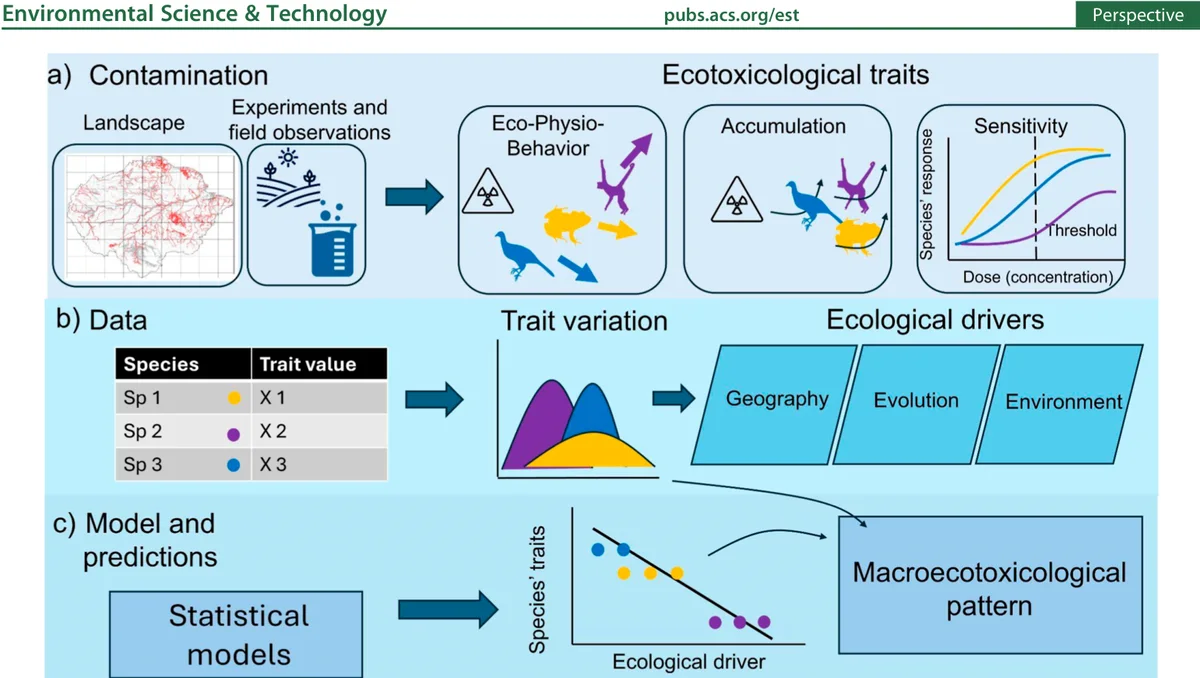 Environmental Science & Technology
pubs.acs.org/est
Perspective
a) Contamination
Ecotoxicological traits
Landscape
Experiments and
field observations
Eco-Physio-
Behavior
Accumulation
Sensitivity
Species' response
Threshold
Dose (concentration)
b) Data
Trait variation
Ecological drivers
Species Trait value
Sp 1 X 1
Sp 2 X 2
Sp 3 X 3
Geography
Evolution
Environment
c) Model and
predictions
Statistical
models
Species' traits
Ecological driver
Macroecotoxicological
pattern